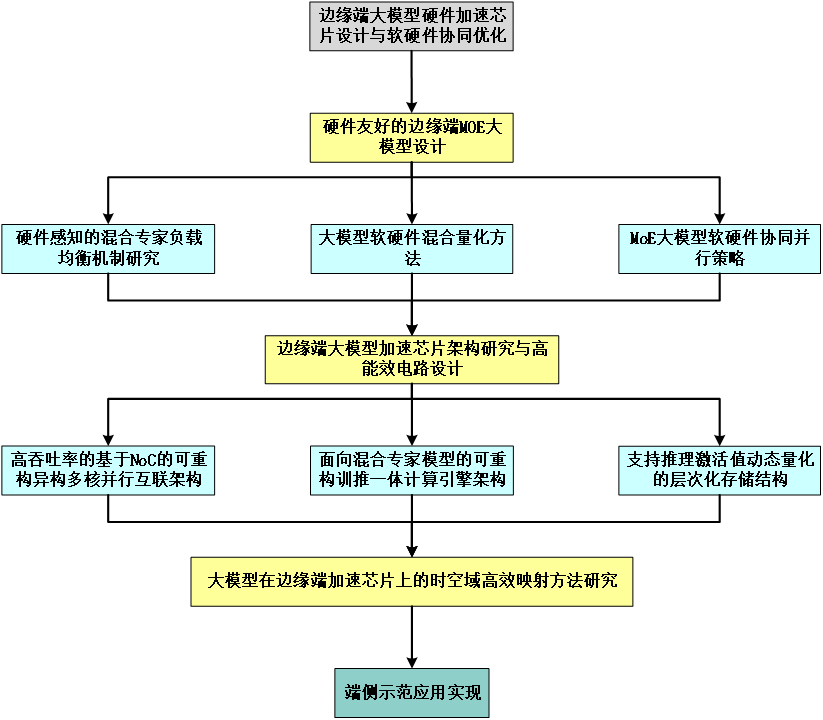 边缘端大模型硬件加速芯
片设计与软硬件协同优化
硬件友好的边缘端MOE大
模型设计
硬件感知的混合专家负载
均衡机制研究
大模型软硬件混合量化方
法
MoE大模型软硬件协同并
行策略
边缘端大模型加速芯片架构研究与高
能效电路设计
高吞吐率的基于NoC的可重
构异构多核并行互联架构
面向混合专家模型的可重
构训推一体计算引擎架构
支持推理激活值动态量化
的层次化存储结构
大模型在边缘端加速芯片上的时空域高效映射方法研究
端侧示范应用实现